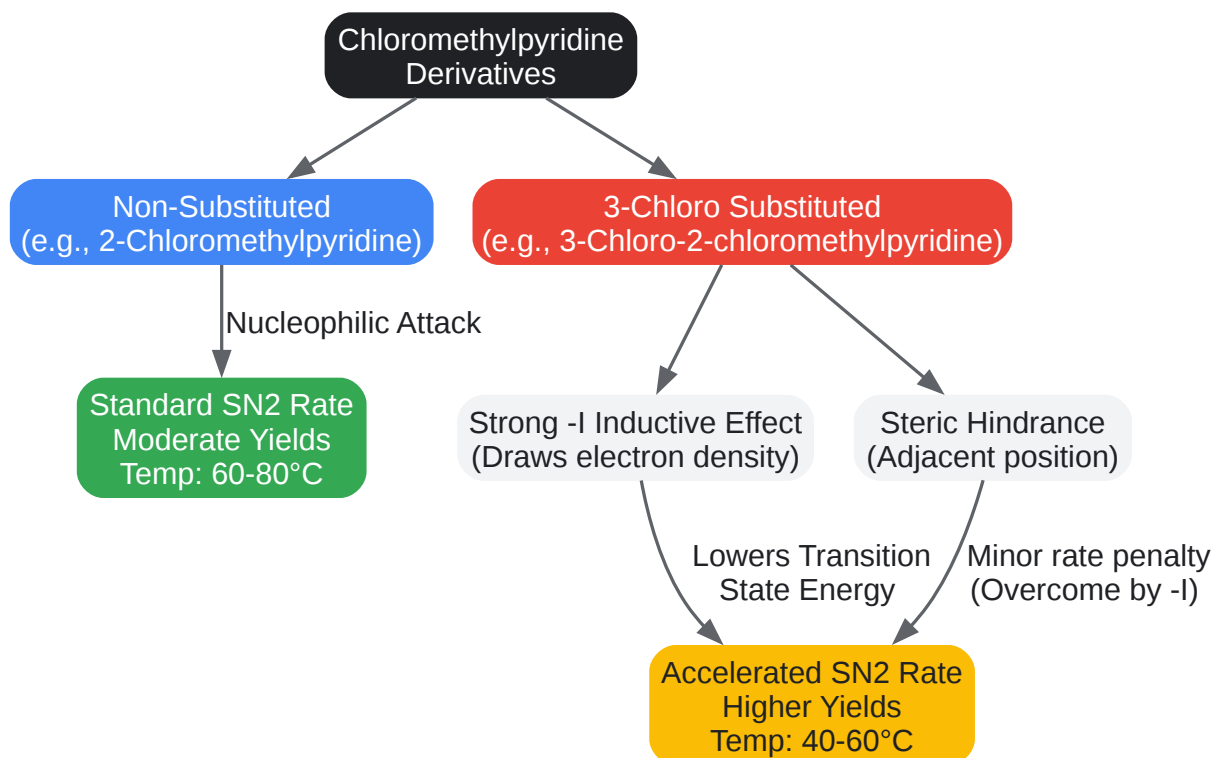 Chloromethylpyridine
Derivatives
Non-Substituted
(e.g., 2-Chloromethylpyridine)
3-Chloro Substituted
(e.g., 3-Chloro-2-chloromethylpyridine)
Nucleophilic Attack
Standard SN2 Rate
Moderate Yields
Temp: 60-80°C
Strong -I Inductive Effect
(Draws electron density)
Steric Hindrance
(Adjacent position)
Lowers Transition
State Energy
Minor rate penalty
(Overcome by -I)
Accelerated SN2 Rate
Higher Yields
Temp: 40-60°C